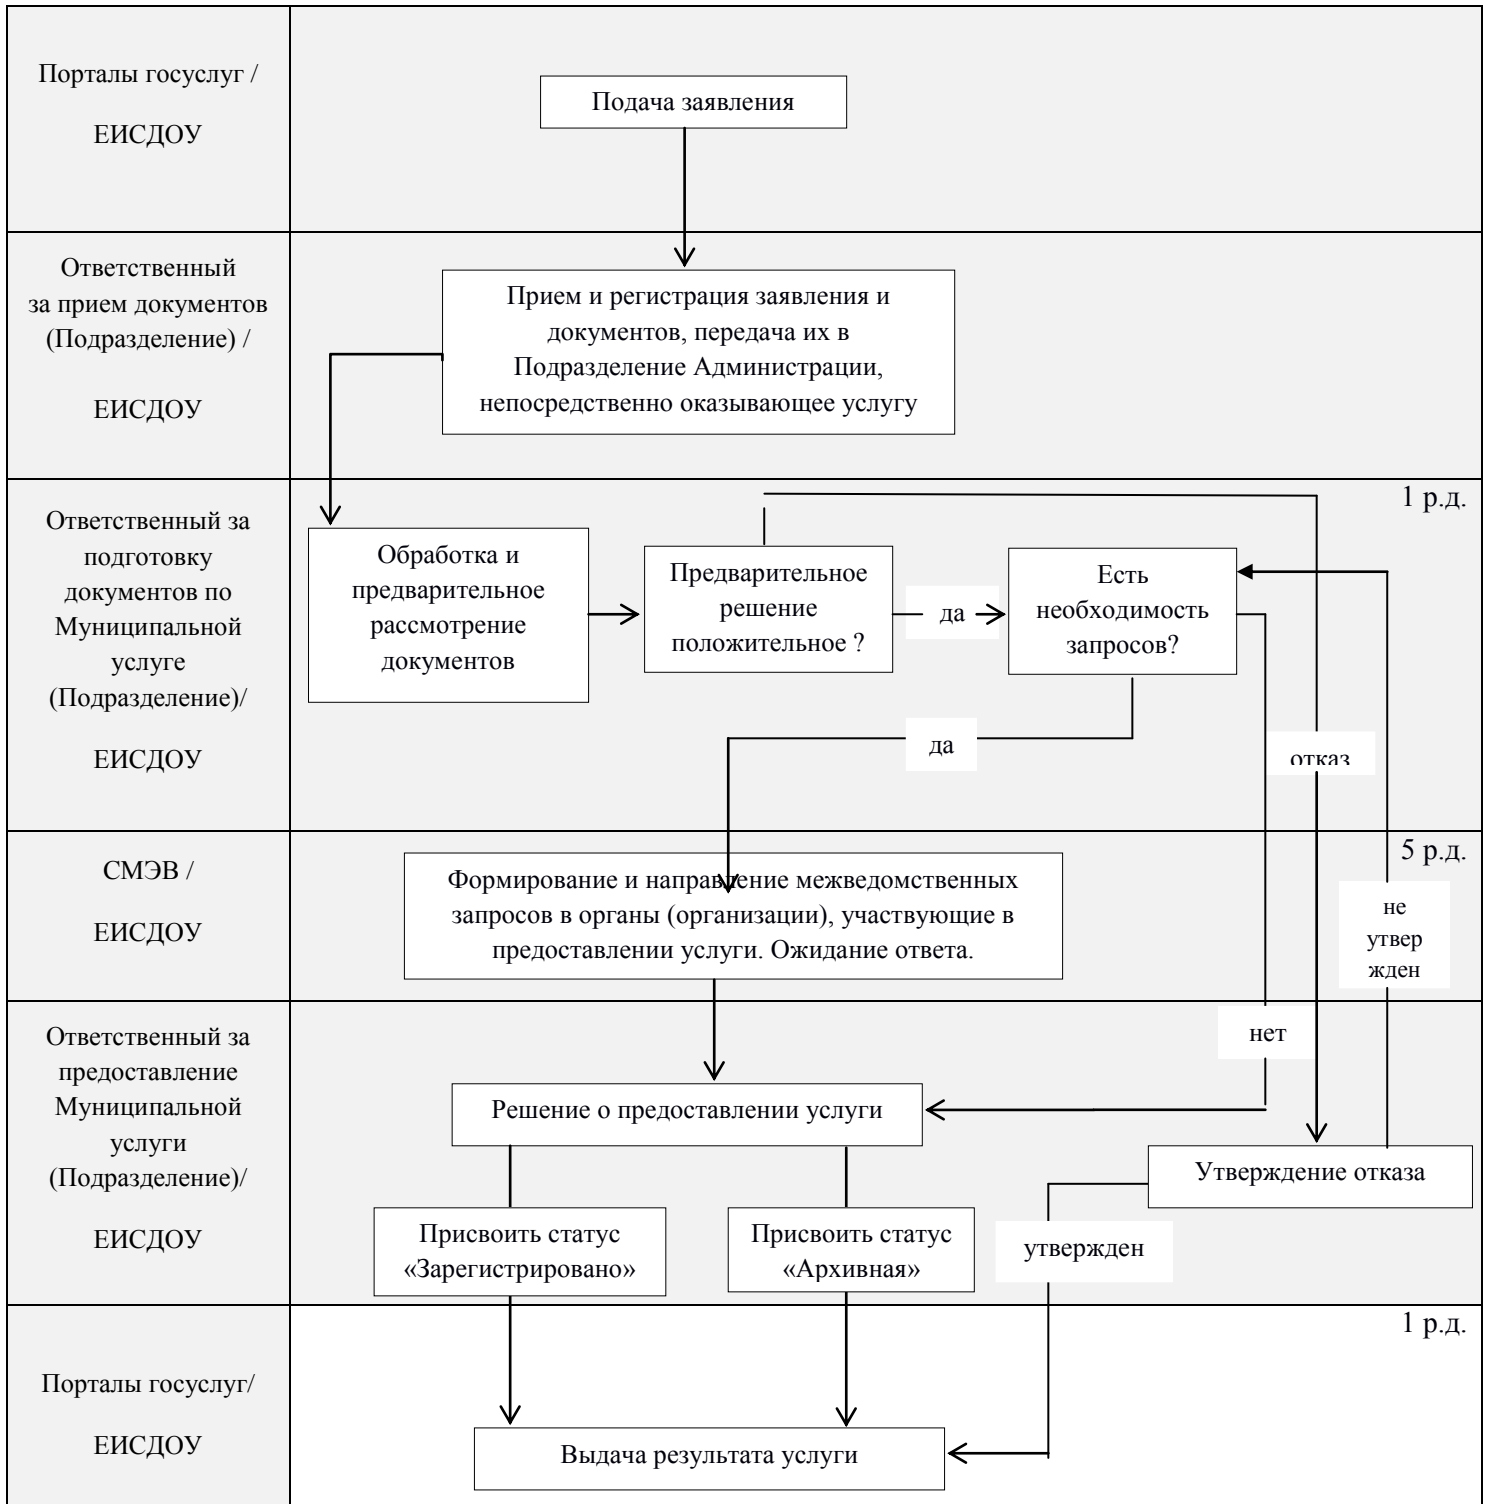 Порталы госуслуг /
ЕИСДОУ
Подача заявления
Ответственный
за прием документов
(Подразделение) /
ЕИСДОУ
Прием и регистрация заявления и
документов, передача их в
Подразделение Администрации,
непосредственно оказывающее услугу
Ответственный за
подготовку
документов по
Муниципальной
услуге
(Подразделение)/
ЕИСДОУ
1 р.д.
Обработка и
предварительное
рассмотрение
документов
Предварительное
решение
положительное ?
да
Есть
необходимость
запросов?
да
отказ
СМЭВ /
ЕИСДОУ
5 р.д.
Формирование и направление межведомственных
запросов в органы (организации), участвующие в
предоставлении услуги. Ожидание ответа.
не
утвер
жден
Ответственный за
предоставление
Муниципальной
услуги
(Подразделение)/
ЕИСДОУ
нет
Решение о предоставлении услуги
Утверждение отказа
Присвоить статус
«Зарегистрировано»
Присвоить статус
«Архивная»
утвержден
Порталы госуслуг/
ЕИСДОУ
1 р.д.
Выдача результата услуги